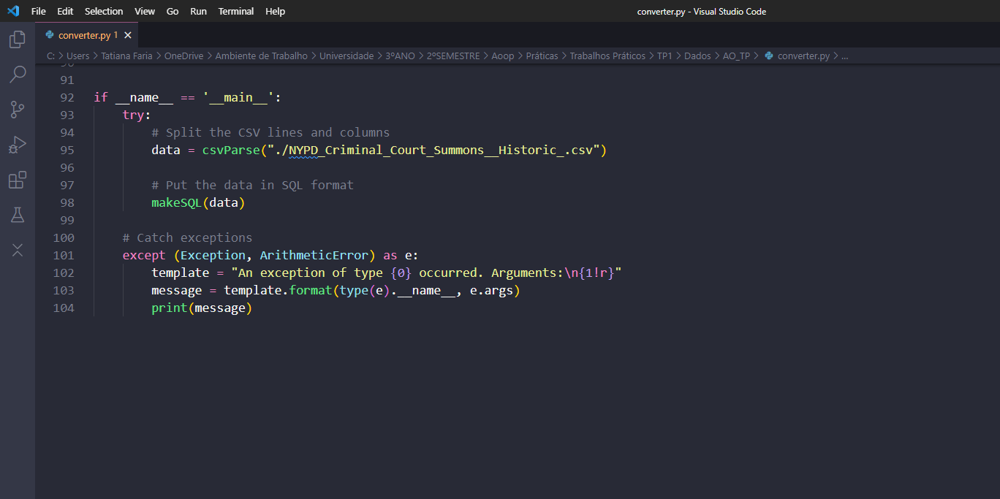 File Edit Selection View Go Run Terminal Help converter.py - Visual Studio Code
converter.py 1
C: > Users > Tatiana Faria > OneDrive > Ambiente de Trabalho > Universidade > 3ºANO > 2ºSEMESTRE > Aoop > Práticas > Trabalhos Práticos > TP1 > Dados > AO_TP > converter.py > ...
90
91
92 if __name__ == '__main__':
93 try:
94 # Split the CSV lines and columns
95 data = csvParse("./NYPD_Criminal_Court_Summons__Historic_.csv")
96
97 # Put the data in SQL format
98 makeSQL(data)
99
100 # Catch exceptions
101 except (Exception, ArithmeticError) as e:
102 template = "An exception of type {0} occurred. Arguments:\n{1!r}"
103 message = template.format(type(e).__name__, e.args)
104 print(message)